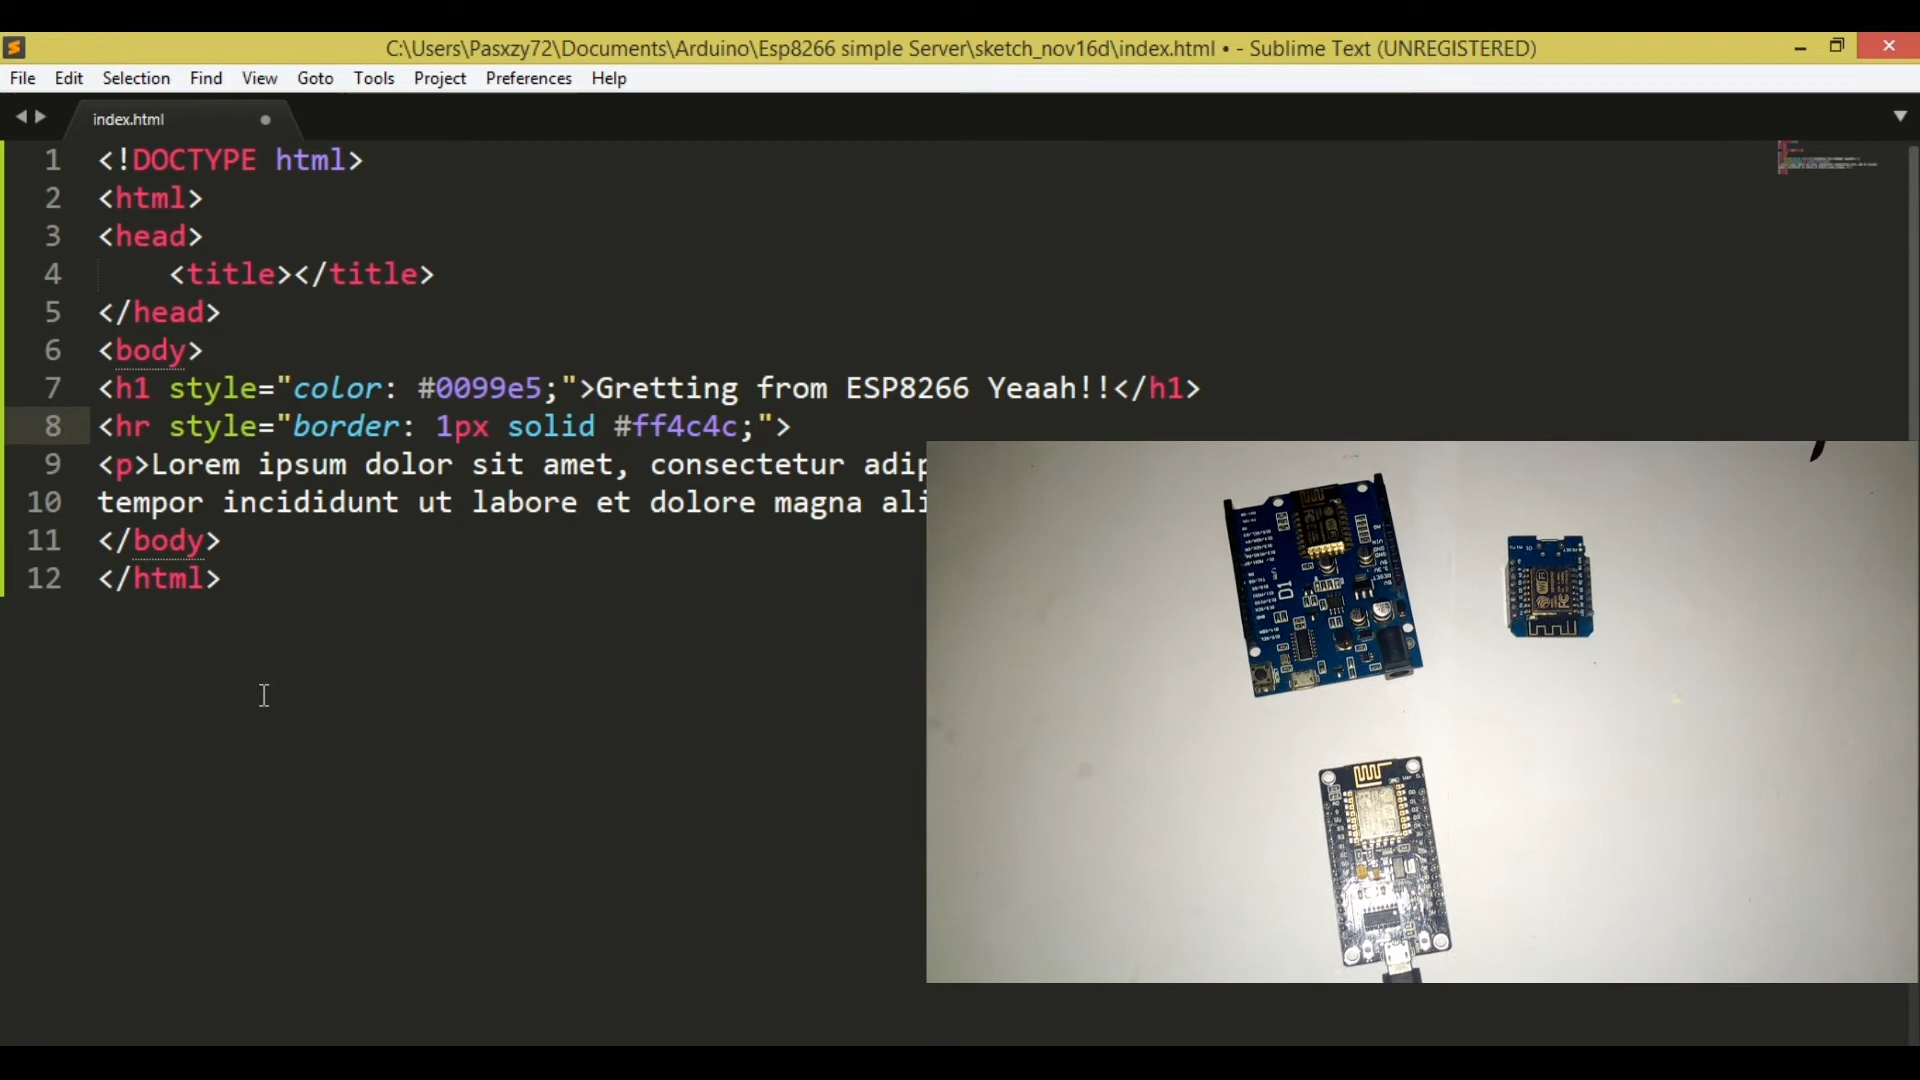 C:\Users\Pasxzy72\Documents\Arduino\Esp8266 simple Server\sketch_nov16d\index.html • - Sublime Text (UNREGISTERED)
File Edit Selection Find View Goto Tools Project Preferences Help
index.html
1 <!DOCTYPE html>
2 <html>
3 <head>
4 <title></title>
5 </head>
6 <body>
7 <h1 style="color: #0099e5;">Gretting from ESP8266 Yeaah!!</h1>
8 <hr style="border: 1px solid #ff4c4c;">
9 <p>Lorem ipsum dolor sit amet, consectetur adip
10 tempor incididunt ut labore et dolore magna ali
11 </body>
12 </html>
D1